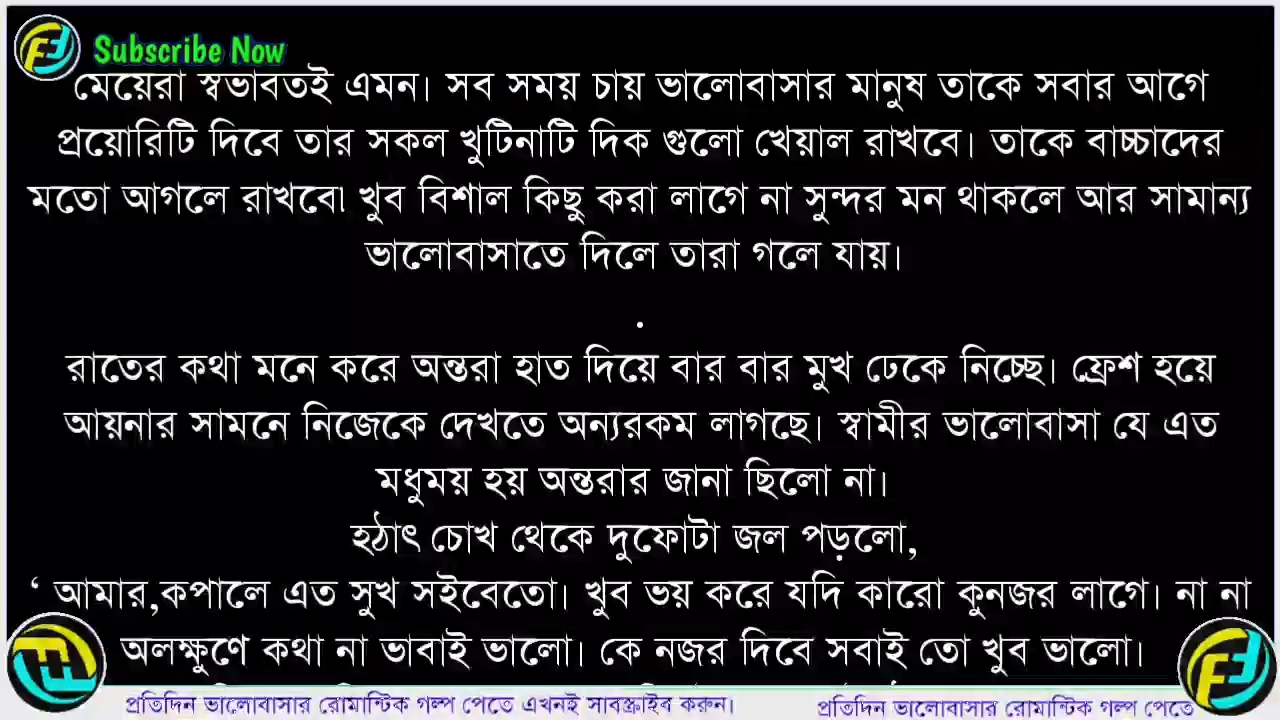 Subscribe Now
মেয়েরা স্বভাবতই এমন। সব সময় চায় ভালোবাসার মানুষ তাকে সবার আগে
প্রয়োরিটি দিবে তার সকল খুটিনাটি দিক গুলো খেয়াল রাখবে। তাকে বাচ্চাদের
মতো আগলে রাখবে৷ খুব বিশাল কিছু করা লাগে না সুন্দর মন থাকলে আর সামান্য
ভালোবাসাতে দিলে তারা গলে যায়।
.
রাতের কথা মনে করে অন্তরা হাত দিয়ে বার বার মুখ ঢেকে নিচ্ছে। ফ্রেশ হয়ে
আয়নার সামনে নিজেকে দেখতে অন্যরকম লাগছে। স্বামীর ভালোবাসা যে এত
মধুময় হয় অন্তরার জানা ছিলো না।
হঠাৎ চোখ থেকে দুফোটা জল পড়লো,
‘ আমার,কপালে এত সুখ সইবেতো। খুব ভয় করে যদি কারো কুনজর লাগে। না না
অলক্ষুণে কথা না ভাবাই ভালো। কে নজর দিবে সবাই তো খুব ভালো।
প্রতিদিন ভালোবাসার রোমান্টিক গল্প পেতে এখনই সাবস্ক্রাইব করুন।
প্রতিদিন ভালোবাসার রোমান্টিক গল্প পেতে